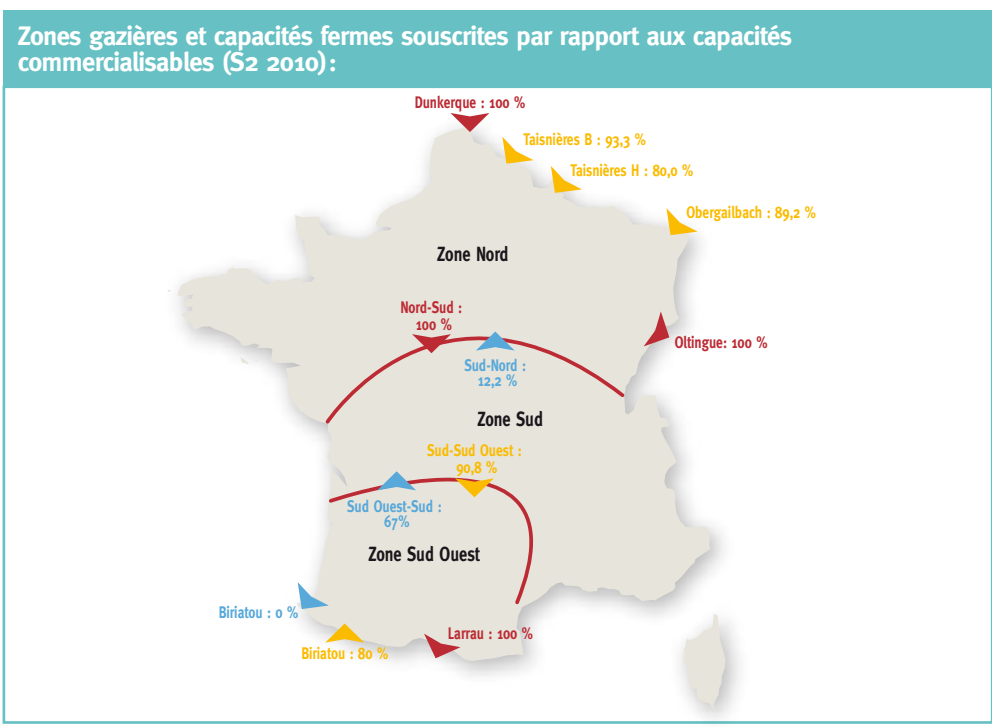 Zones gazières et capacités fermes souscrites par rapport aux capacités
commercialisables (S2 2010) :
Dunkerque : 100 %
Taisnières B : 93,3 %
Taisnières H : 80,0 %
Obergailbach : 89,2 %
Zone Nord
Nord-Sud :
100 %
Oltingue: 100 %
Sud-Nord :
12,2 %
Zone Sud
Sud-Sud Ouest :
90,8 %
Sud Ouest-Sud :
67%
Zone Sud Ouest
Biriatou : 0 %
Larrau : 100 %
Biriatou : 80 %